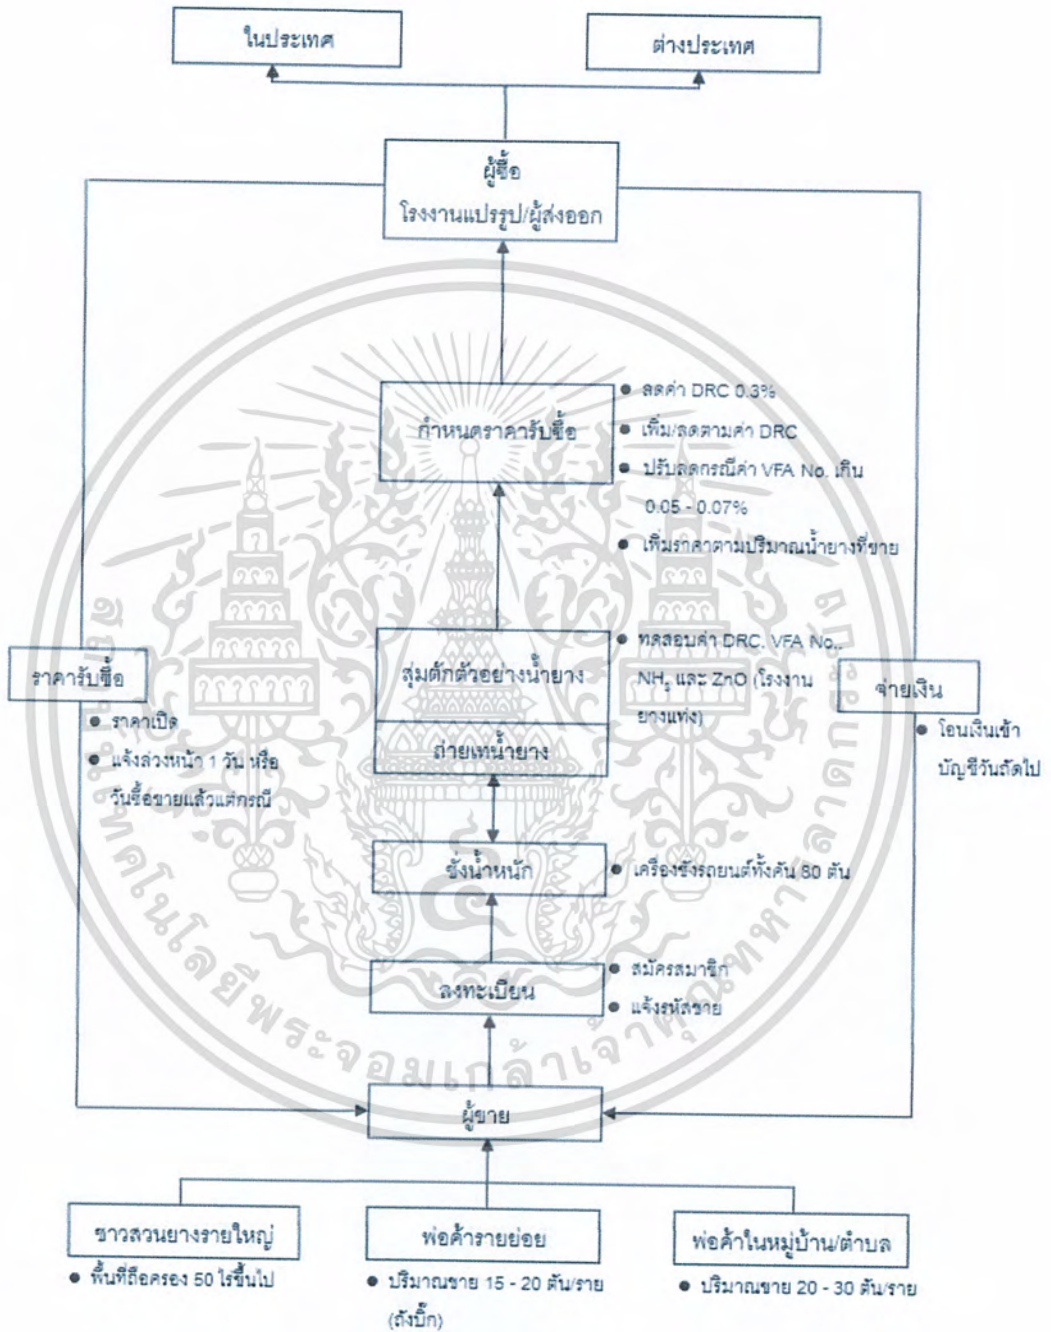 ในประเทศ
ต่างประเทศ
ผู้ซื้อ
โรงงานแปรรูป/ผู้ส่งออก
กำหนดราคารับซื้อ
● ลดค่า DRC 0.3%
● เพิ่ม/ลดตามค่า DRC
● ปรับลดกรณีค่า VFA No. เกิน
0.05 - 0.07%
● เพิ่มราคาตามปริมาณน้ำยางที่ขาย
ราคารับซื้อ
● ราคาเปิด
● แจ้งล่วงหน้า 1 วัน หรือ
วันซื้อขายแล้วแต่กรณี
สุ่มตักตัวอย่างน้ำยาง
ถ่ายเทน้ำยาง
● ทดสอบค่า DRC. VFA No..
NH₃ และ ZnO (โรงงาน
ยางแท่ง)
จ่ายเงิน
● โอนเงินเข้า
บัญชีวันถัดไป
ชั่งน้ำหนัก
● เครื่องชั่งรถยนต์ทั้งคัน 80 ตัน
ลงทะเบียน
● สมัครสมาชิก
● แจ้งรหัสขาย
ผู้ขาย
ชาวสวนยางรายใหญ่
● พื้นที่ถือครอง 50 ไร่ขึ้นไป
พ่อค้ารายย่อย
● ปริมาณขาย 15 - 20 ตัน/ราย
(ถังบิ๊ก)
พ่อค้าในหมู่บ้าน/ตำบล
● ปริมาณขาย 20 - 30 ตัน/ราย